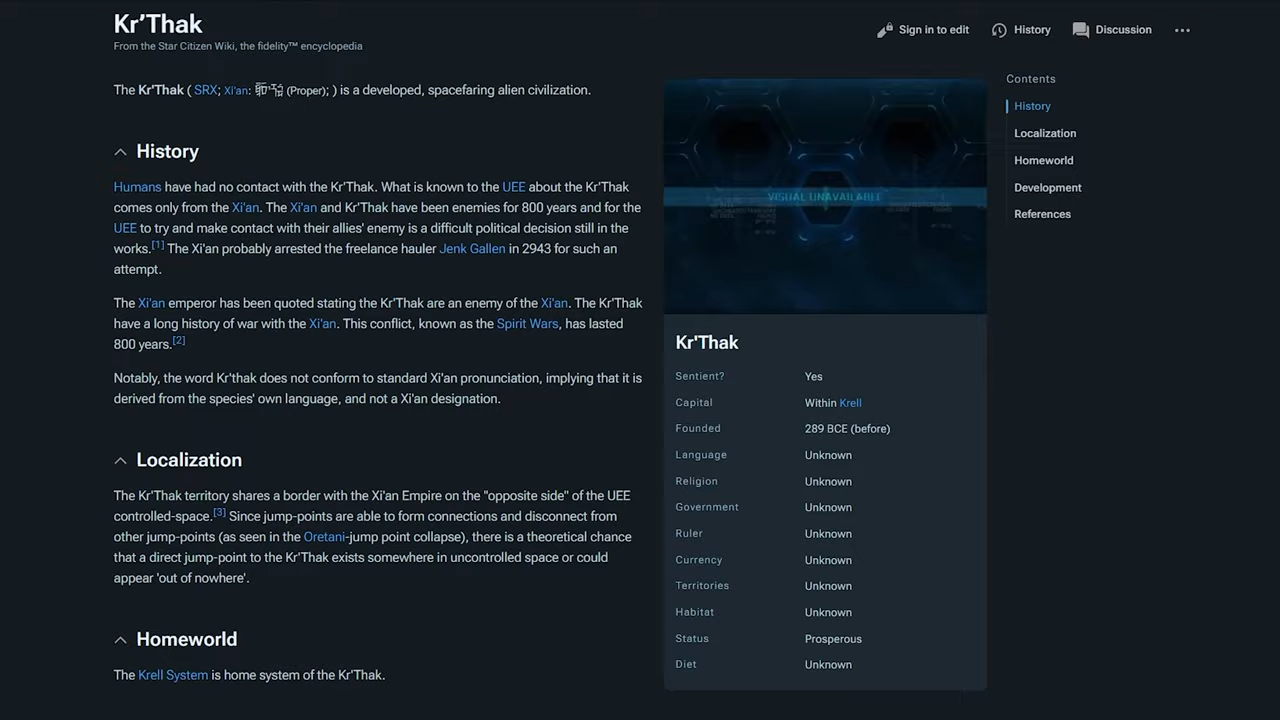 Kr'Thak
From the Star Citizen Wiki, the fidelity™ encyclopedia
Sign in to edit
History
Discussion
The Kr'Thak ( SRX; Xi'an: (Proper); ) is a developed, spacefaring alien civilization.
History
Humans have had no contact with the Kr'Thak. What is known to the UEE about the Kr'Thak
comes only from the Xi'an. The Xi'an and Kr'Thak have been enemies for 800 years and for the
UEE to try and make contact with their allies' enemy is a difficult political decision still in the
works.[1] The Xi'an probably arrested the freelance hauler Jenk Gallen in 2943 for such an
attempt.
The Xi'an emperor has been quoted stating the Kr'Thak are an enemy of the Xi'an. The Kr'Thak
have a long history of war with the Xi'an. This conflict, known as the Spirit Wars, has lasted
800 years.[2]
Notably, the word Kr'thak does not conform to standard Xi'an pronunciation, implying that it is
derived from the species' own language, and not a Xi'an designation.
Localization
The Kr'Thak territory shares a border with the Xi'an Empire on the "opposite side" of the UEE
controlled-space.[3] Since jump-points are able to form connections and disconnect from
other jump-points (as seen in the Oretani-jump point collapse), there is a theoretical chance
that a direct jump-point to the Kr'Thak exists somewhere in uncontrolled space or could
appear 'out of nowhere'.
Homeworld
The Krell System is home system of the Kr'Thak.
VISUAL UNAVAILABLE
Kr'Thak
Sentient? Yes
Capital Within Krell
Founded 289 BCE (before)
Language Unknown
Religion Unknown
Government Unknown
Ruler Unknown
Currency Unknown
Territories Unknown
Habitat Unknown
Status Prosperous
Diet Unknown
Contents
History
Localization
Homeworld
Development
References